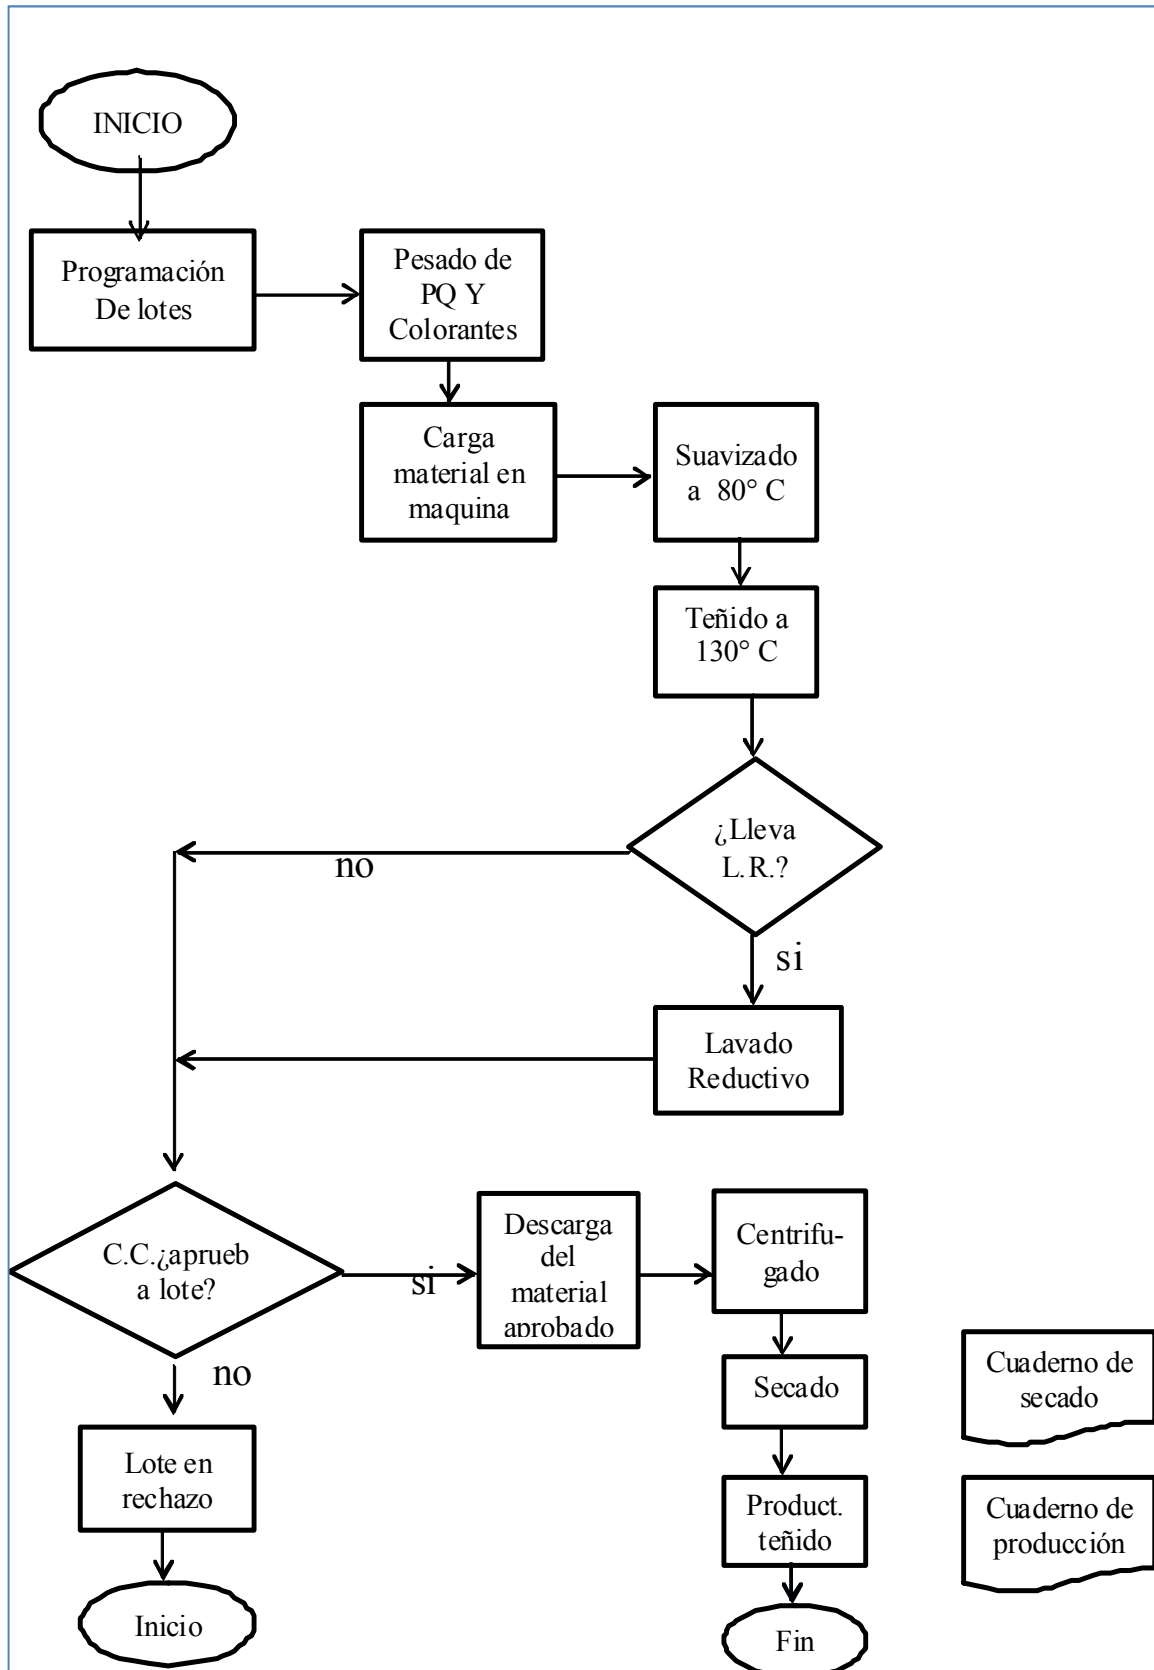 INICIO
Programación
De lotes
Pesado de
PQ Y
Colorantes
Carga
material en
maquina
Suavizado
a 80° C
Teñido a
130° C
¿Lleva
L.R.?
no
si
Lavado
Reductivo
C.C.¿aprueb
a lote?
si
Descarga
del
material
aprobado
Centrifu-
gado
no
Secado
Cuaderno de
secado
Lote en
rechazo
Product.
teñido
Cuaderno de
producción
Inicio
Fin